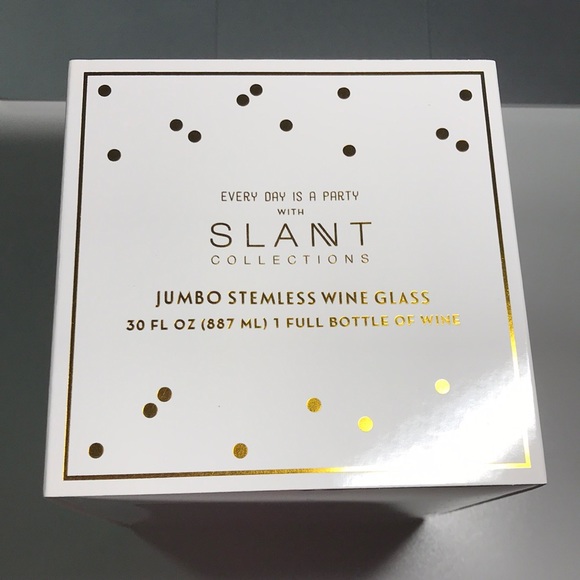 EVERY DAY IS A PARTY
WITH
SLANT
COLLECTIONS
JUMBO STEMLESS WINE GLASS
30 FL OZ (887 ML) 1 FULL BOTTLE OF WINE